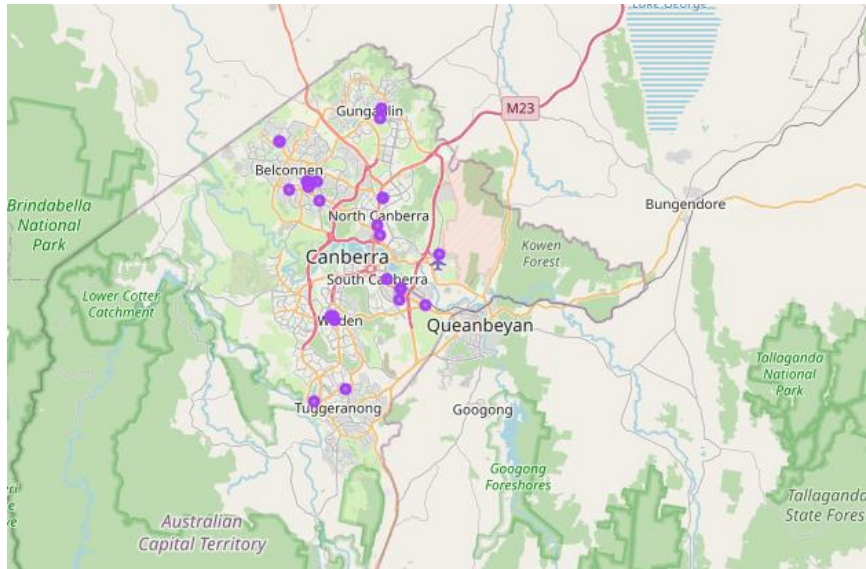 Lake George
M23
Gungahlin
Belconnen
Brindabella
National
Park
North Canberra
Bungendore
Kowen
Forest
Canberra
South Canberra
Lower Cotter
Catchment
Woden
Queanbeyan
Tallaganda
National
Park
Tuggeranong
Googong
Googong
Foreshores
Tallaganda
State Fores
Australian
Capital Territory